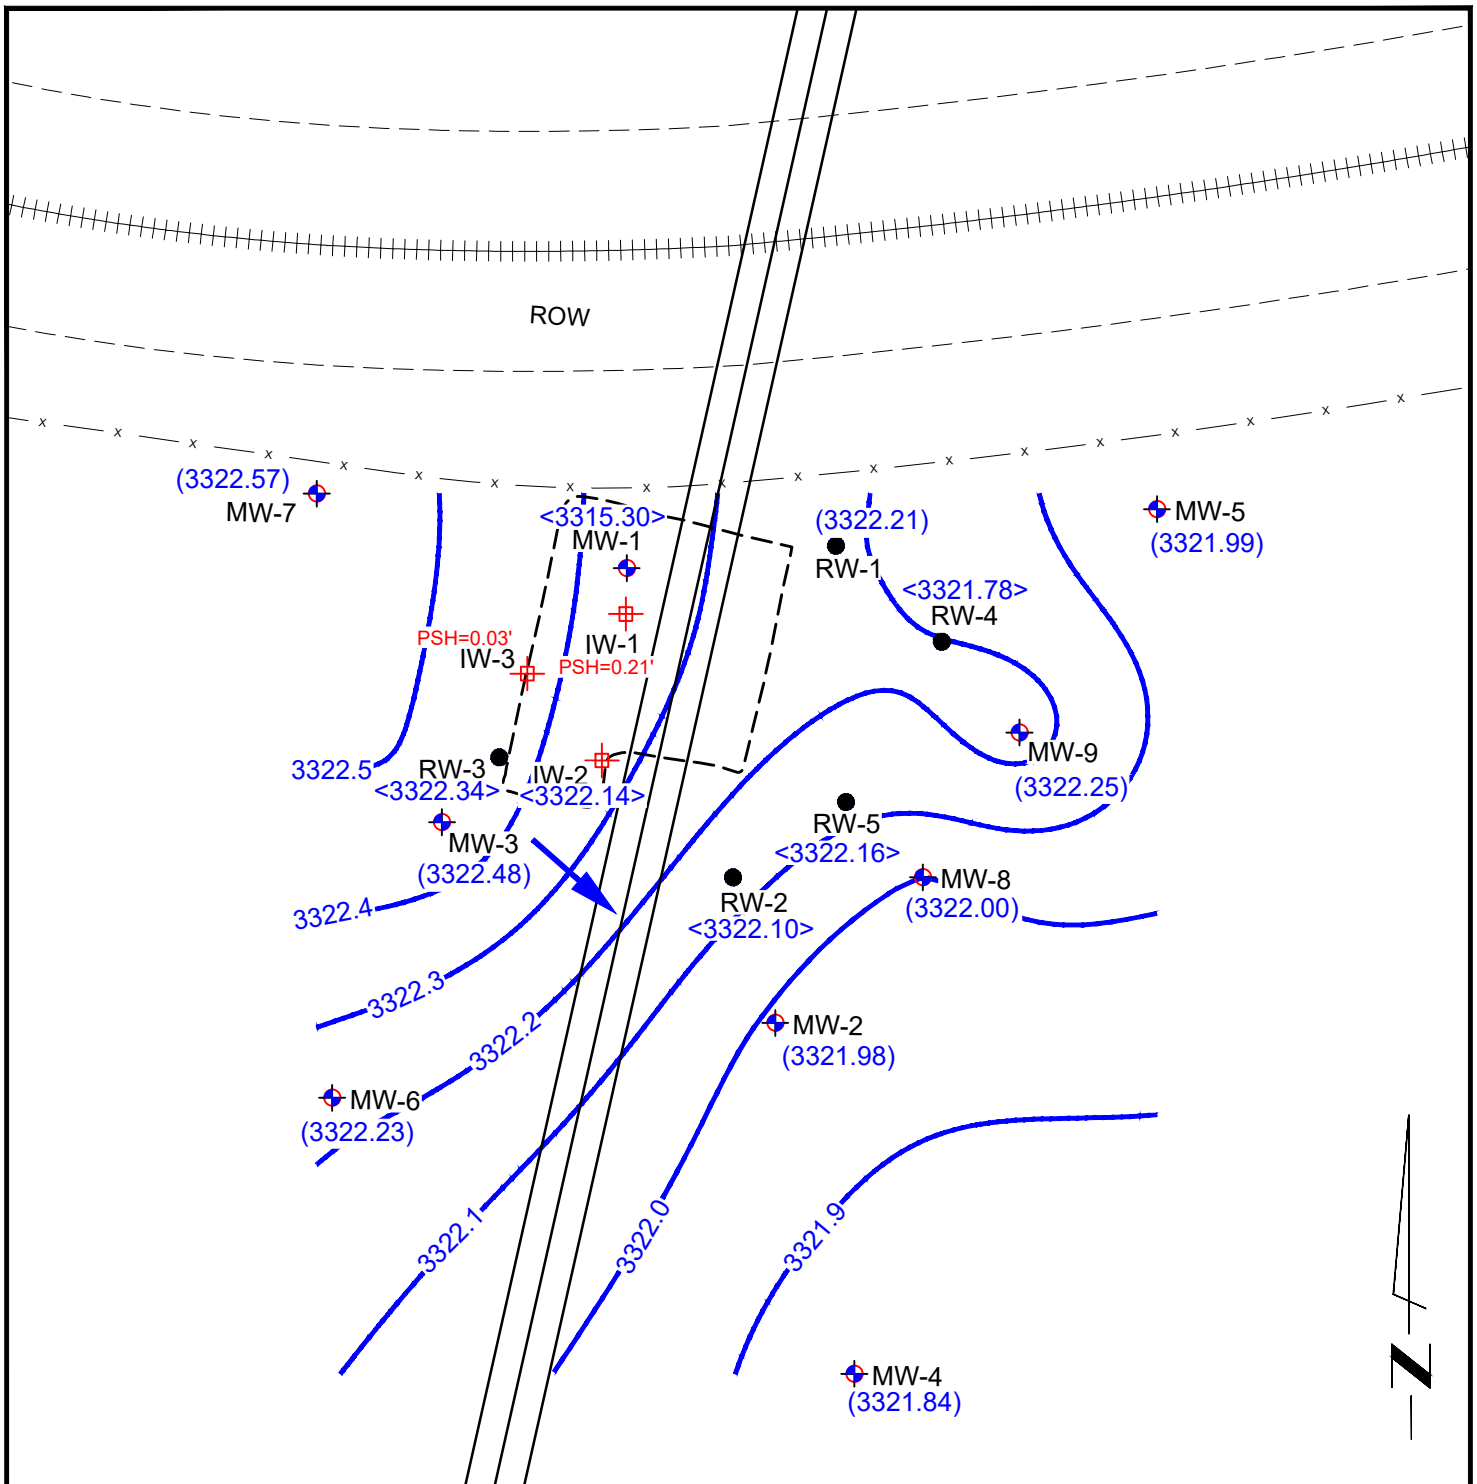 ROW
(3322.57)
MW-7
<3315.30>
MW-1
(3322.21)
RW-1
MW-5
(3321.99)
<3321.78>
RW-4
PSH=0.03'
IW-3
IW-1
PSH=0.21'
MW-9
(3322.25)
3322.5
RW-3
<3322.34>
IW-2
<3322.14>
MW-3
(3322.48)
RW-5
<3322.16>
MW-8
(3322.00)
RW-2
<3322.10>
3322.4
3322.3
3322.2
MW-2
(3321.98)
MW-6
(3322.23)
3322.1
3322.0
3321.9
MW-4
(3321.84)
N
x x x x x x x x x x x x x x x x x x x